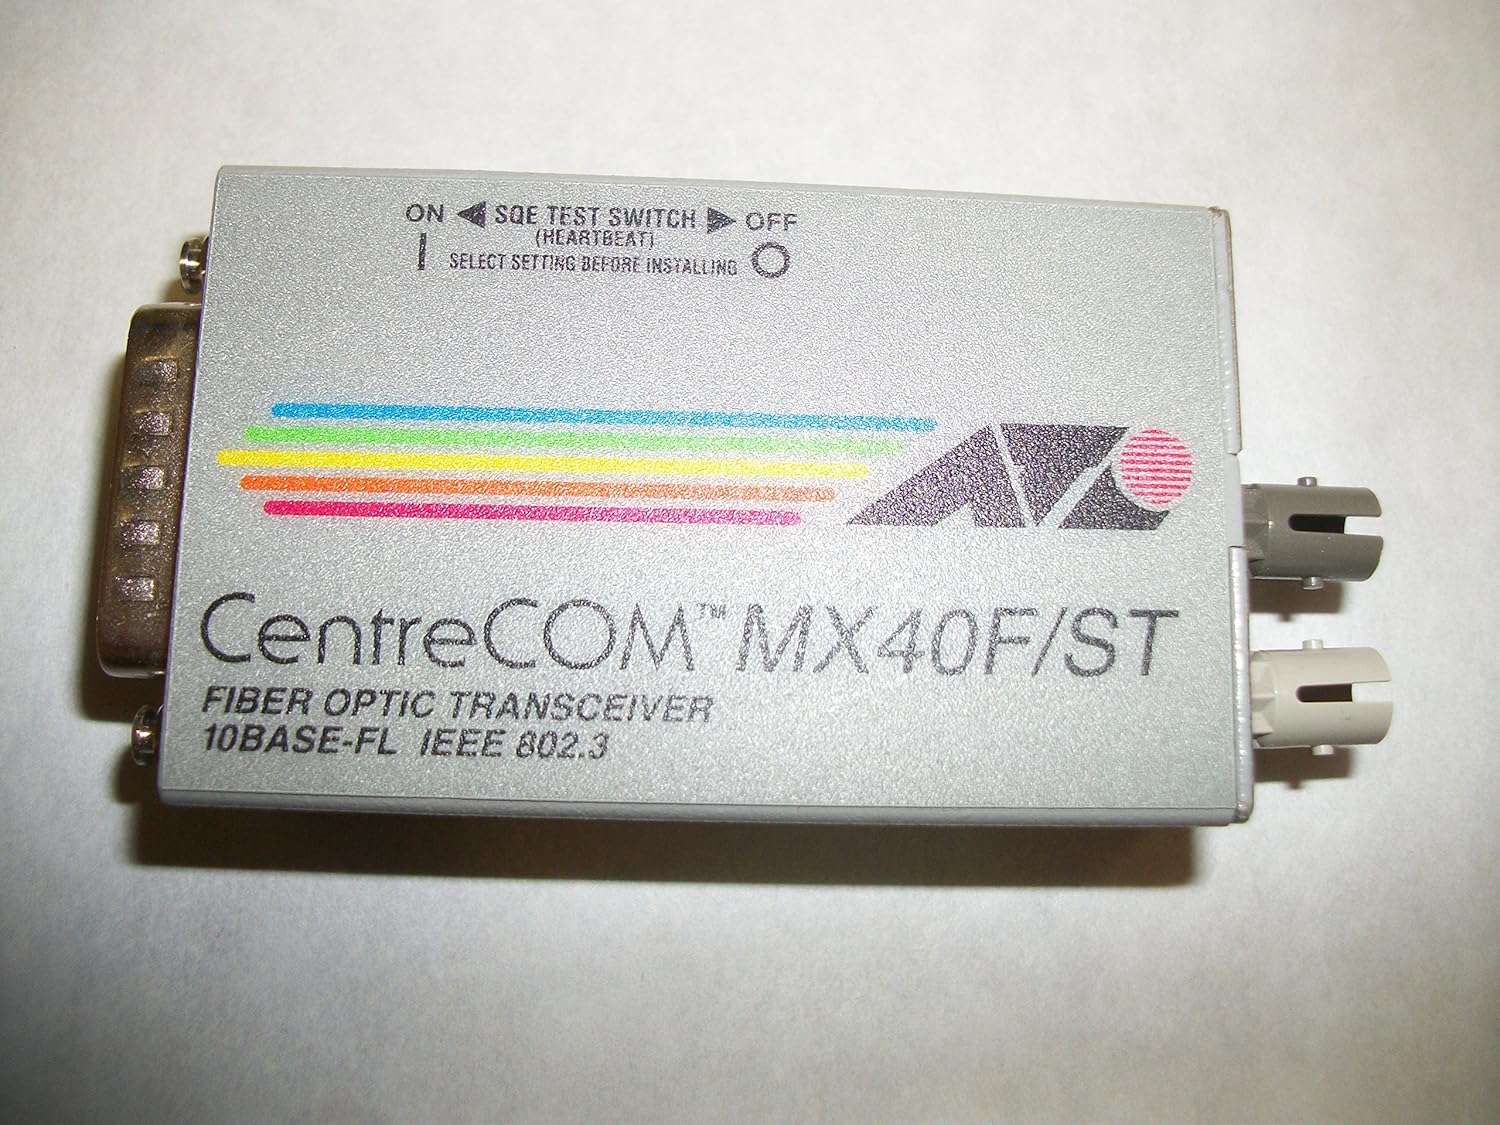 ON ◀ SQE TEST SWITCH ▶ OFF
(HEARTBEAT)
| SELECT SETTING BEFORE INSTALLING O
CentreCOM™ MX40F/ST
FIBER OPTIC TRANSCEIVER
10BASE-FL IEEE 802.3